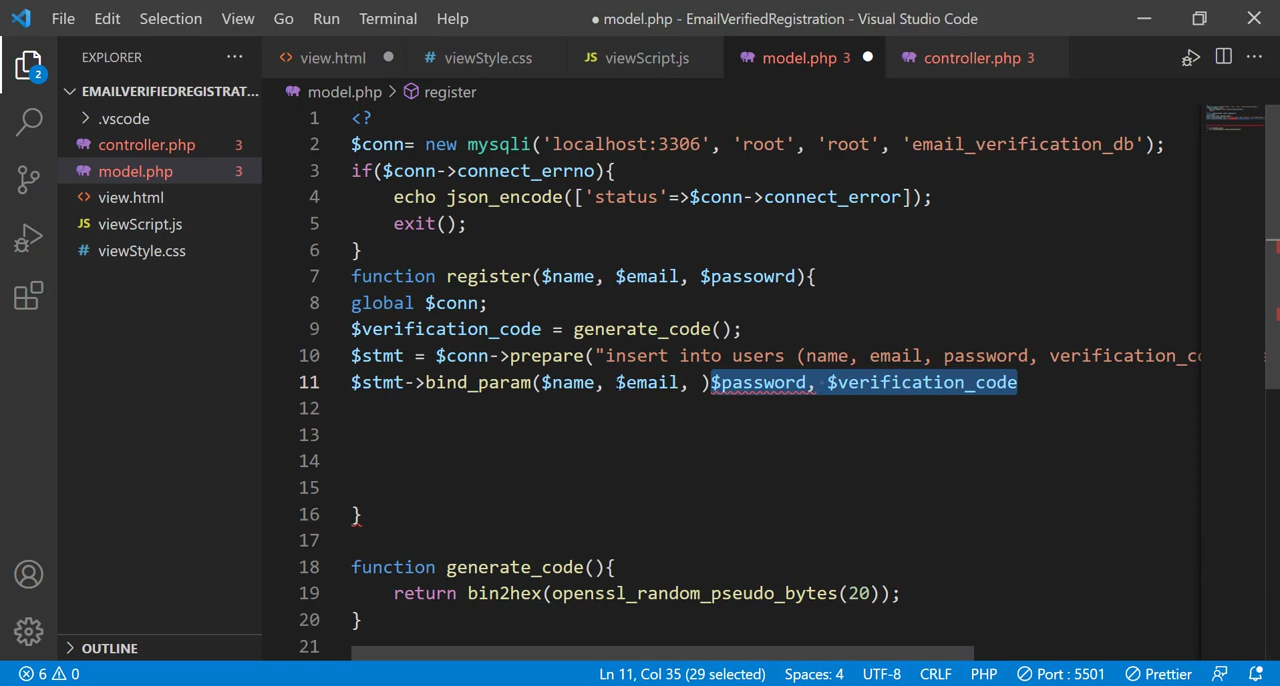 File Edit Selection View Go Run Terminal Help ● model.php - EmailVerifiedRegistration - Visual Studio Code
EXPLORER ··· <> view.html ● # viewStyle.css JS viewScript.js model.php 3 ● controller.php 3 ···
2
EMAILVERIFIEDREGISTRAT... model.php > register
.vscode
controller.php 3
model.php 3
<> view.html
JS viewScript.js
# viewStyle.css
1 <?
2 $conn= new mysqli('localhost:3306', 'root', 'root', 'email_verification_db');
3 if($conn->connect_errno){
4 echo json_encode(['status'=>$conn->connect_error]);
5 exit();
6 }
7 function register($name, $email, $passowrd){
8 global $conn;
9 $verification_code = generate_code();
10 $stmt = $conn->prepare("insert into users (name, email, password, verification_co
11 $stmt->bind_param($name, $email, )$password, $verification_code
12
13
14
15
16 }
17
18 function generate_code(){
19 return bin2hex(openssl_random_pseudo_bytes(20));
20 }
21
OUTLINE
6 0 Ln 11, Col 35 (29 selected) Spaces: 4 UTF-8 CRLF PHP Port : 5501 Prettier